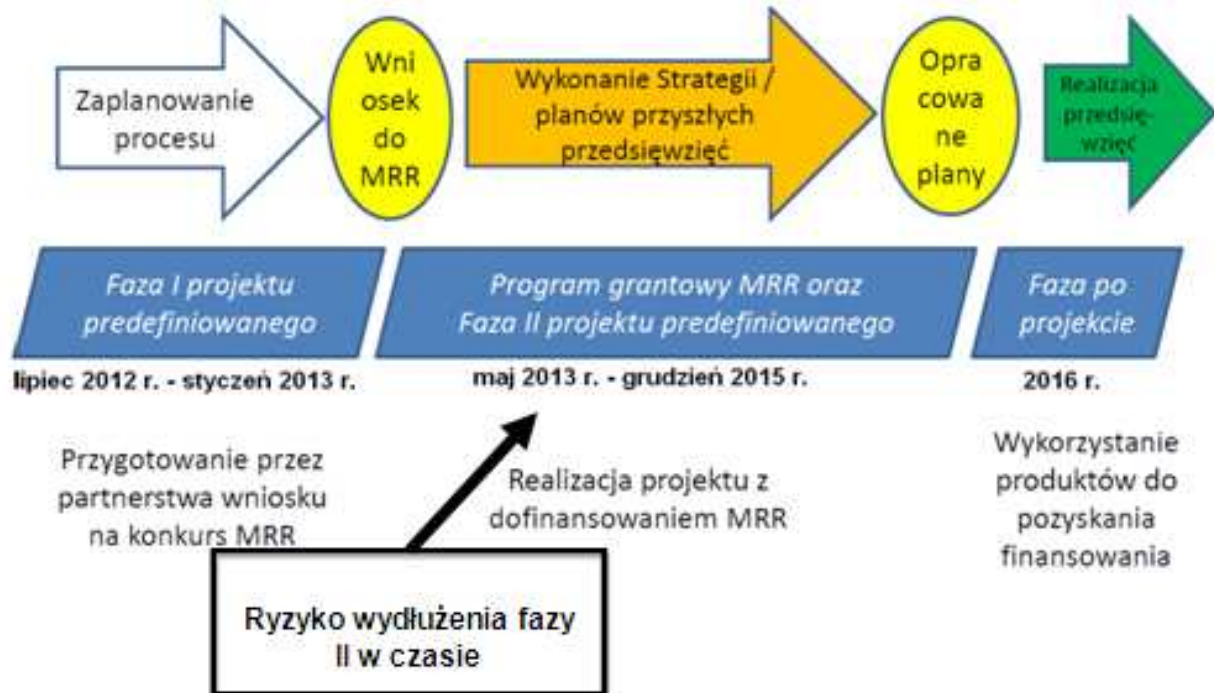 Zaplanowanie
procesu
Wni
osek
do
MRR
Wykonanie Strategii /
planów przyszłych
przedsięwzięć
Opra
cowa
ne
plany
Realizacja
przedsię-
wzięć
Faza I projektu
predefiniowanego
Program grantowy MRR oraz
Faza II projektu predefiniowanego
Faza po
projekcie
lipiec 2012 r. - styczeń 2013 r.
maj 2013 r. - grudzień 2015 r.
2016 r.
Przygotowanie przez
partnerstwa wniosku
na konkurs MRR
Realizacja projektu z
dofinansowaniem MRR
Wykorzystanie
produktów do
pozyskania
finansowania
Ryzyko wydłużenia fazy
II w czasie